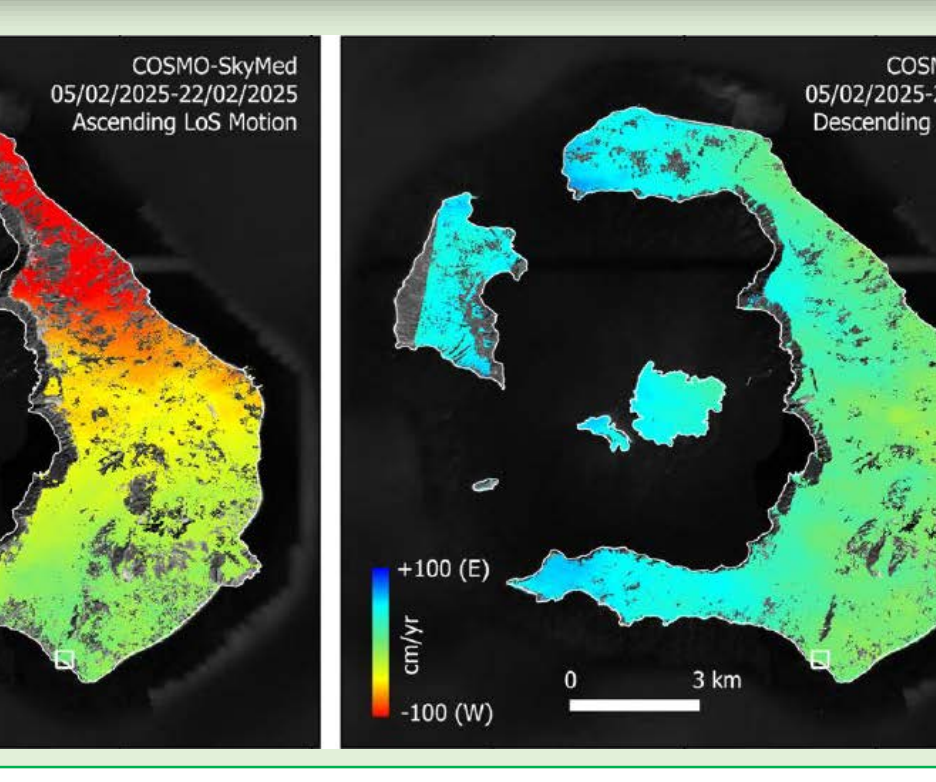 COSMO-SkyMed
05/02/2025-22/02/2025
Ascending LoS Motion
05/02/2025-
Descending
+100 (E)
cm/yr
-100 (W)
0 3 km